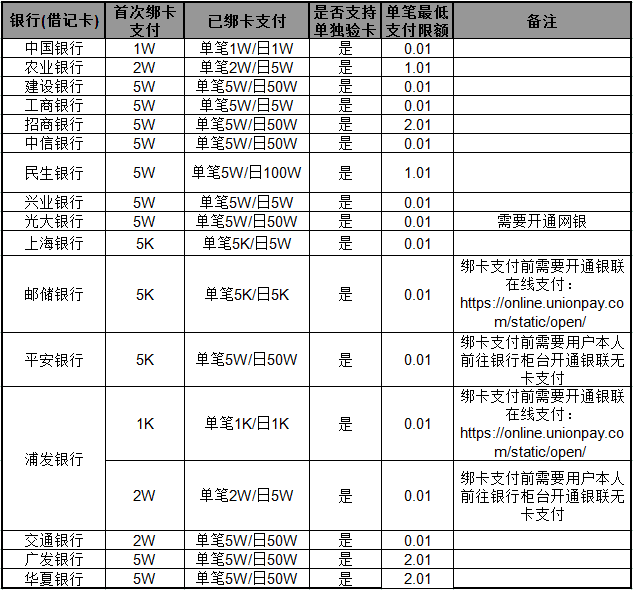 银行(借记卡) 首次绑卡支付 已绑卡支付 是否支持单独验卡 单笔最低支付限额 备注
中国银行 1W 单笔1W/日1W 是 0.01
农业银行 2W 单笔2W/日5W 是 1.01
建设银行 5W 单笔5W/日50W 是 0.01
工商银行 5W 单笔5W/日5W 是 0.01
招商银行 5W 单笔5W/日50W 是 2.01
中信银行 5W 单笔5W/日50W 是 0.01
民生银行 5W 单笔5W/日100W 是 1.01
兴业银行 5W 单笔5W/日5W 是 0.01
光大银行 5W 单笔5W/日50W 是 0.01 需要开通网银
上海银行 5K 单笔5K/日5W 是 0.01
邮储银行 5K 单笔5K/日5K 是 0.01 绑卡支付前需要开通银联
在线支付：
https://online.unionpay.co
m/static/open/
平安银行 5K 单笔5W/日50W 是 0.01 绑卡支付前需要用户本人
前往银行柜台开通银联无
卡支付
浦发银行 1K 单笔1K/日1K 是 0.01 绑卡支付前需要开通银联
在线支付：
https://online.unionpay.co
m/static/open/
2W 单笔2W/日5W 是 0.01 绑卡支付前需要用户本人
前往银行柜台开通银联无
卡支付
交通银行 2W 单笔5W/日50W 是 0.01
广发银行 5W 单笔5W/日50W 是 2.01
华夏银行 5W 单笔5W/日50W 是 2.01